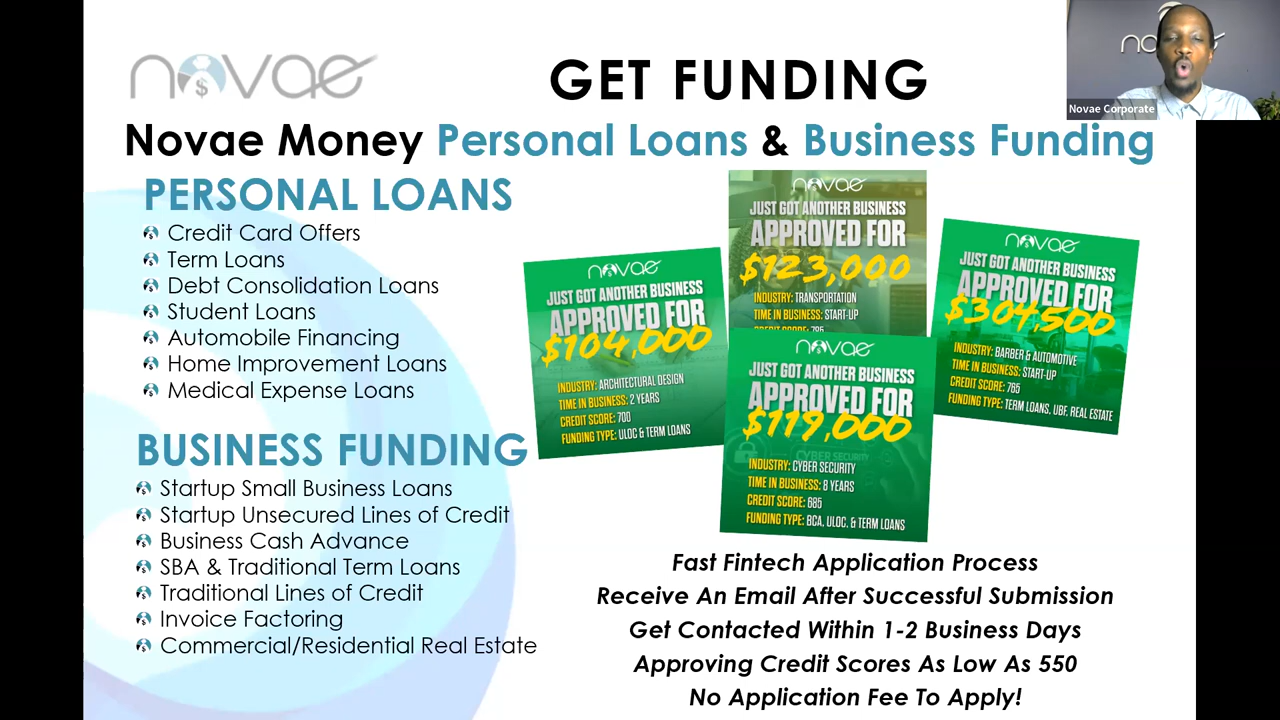 novae
GET FUNDING
novae
Novae Corporate
Novae Money Personal Loans & Business Funding
PERSONAL LOANS
Credit Card Offers
Term Loans
Debt Consolidation Loans
Student Loans
Automobile Financing
Home Improvement Loans
Medical Expense Loans
BUSINESS FUNDING
Startup Small Business Loans
Startup Unsecured Lines of Credit
Business Cash Advance
SBA & Traditional Term Loans
Traditional Lines of Credit
Invoice Factoring
Commercial/Residential Real Estate
novae
JUST GOT ANOTHER BUSINESS
APPROVED FOR
$104,000
INDUSTRY: ARCHITECTURAL DESIGN
TIME IN BUSINESS: 2 YEARS
CREDIT SCORE: 700
FUNDING TYPE: ULOC & TERM LOANS
novae
JUST GOT ANOTHER BUSINESS
APPROVED FOR
$123,000
INDUSTRY: TRANSPORTATION
TIME IN BUSINESS: START-UP
CREDIT SCORE: 785
novae
JUST GOT ANOTHER BUSINESS
APPROVED FOR
$119,000
CYBER SECURITY
INDUSTRY: CYBER SECURITY
TIME IN BUSINESS: 8 YEARS
CREDIT SCORE: 685
FUNDING TYPE: BCA, ULOC, & TERM LOANS
novae
JUST GOT ANOTHER BUSINESS
APPROVED FOR
$304,500
INDUSTRY: BARBER & AUTOMOTIVE
TIME IN BUSINESS: START-UP
CREDIT SCORE: 765
FUNDING TYPE: TERM LOANS, UBF, REAL ESTATE
Fast Fintech Application Process
Receive An Email After Successful Submission
Get Contacted Within 1-2 Business Days
Approving Credit Scores As Low As 550
No Application Fee To Apply!